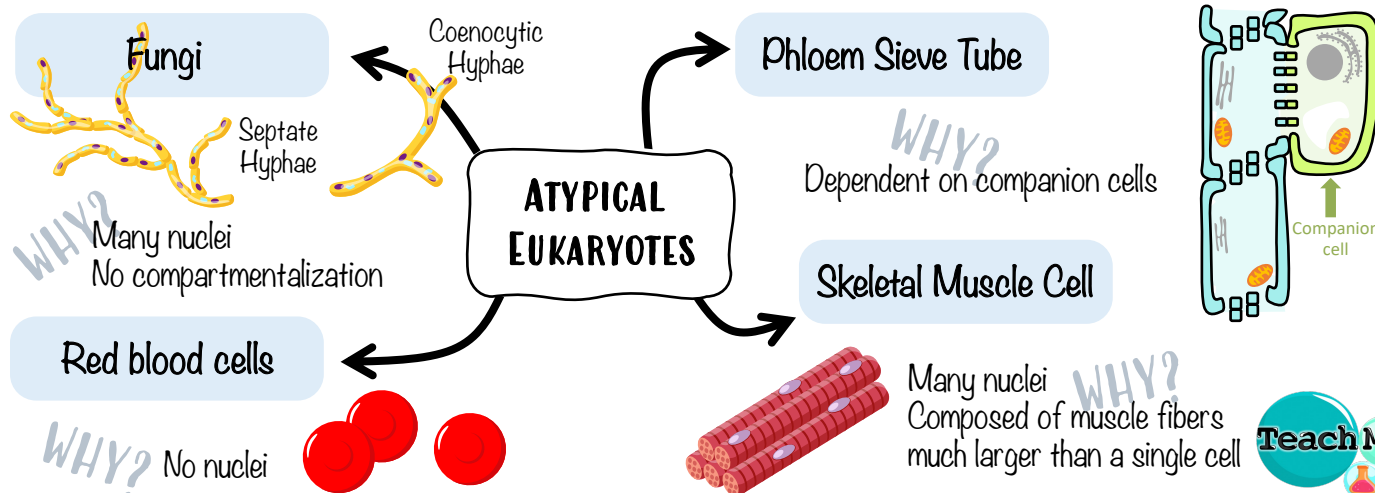 Fungi
Coenocytic
Hyphae
Septate
Hyphae
WHY?
Many nuclei
No compartmentalization
ATYPICAL
EUKARYOTES
Phloem Sieve Tube
WHY?
Dependent on companion cells
Companion
cell
Skeletal Muscle Cell
Many nuclei
WHY?
Composed of muscle fibers
much larger than a single cell
Red blood cells
WHY?
No nuclei
Teach M